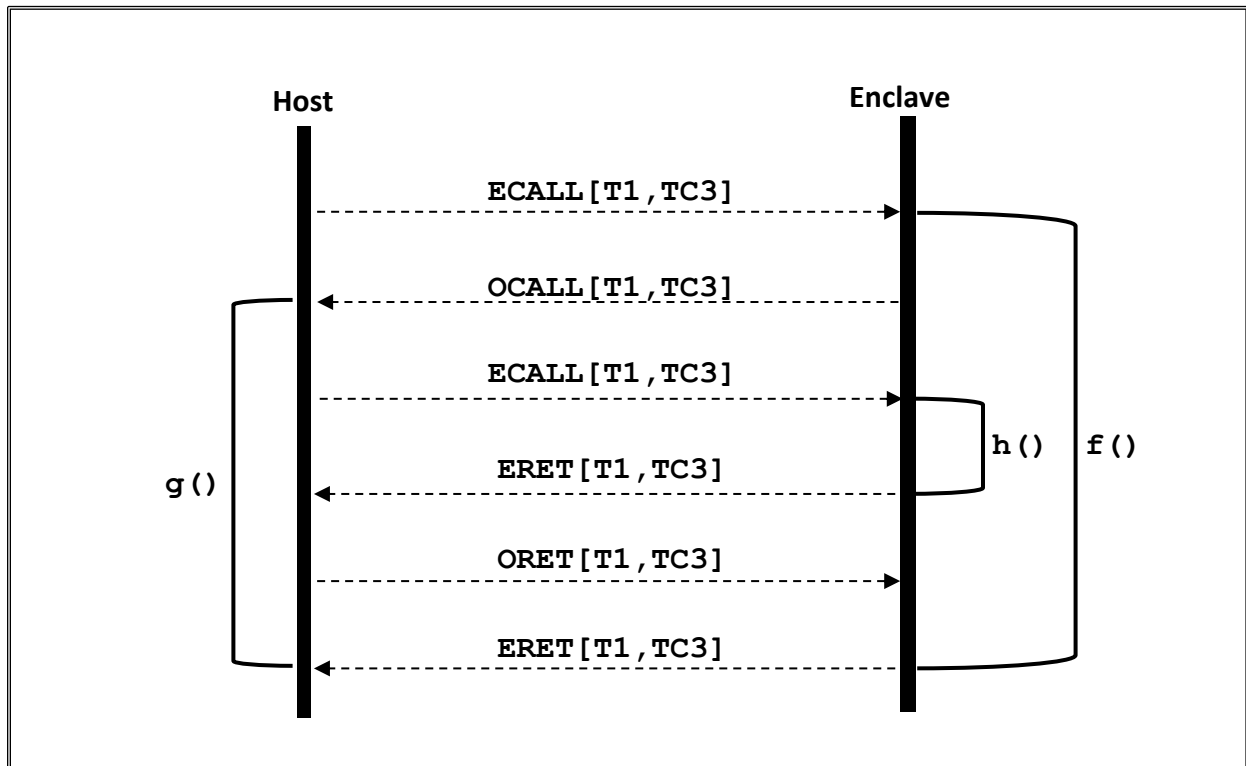 Host
Enclave
ECALL[T1,TC3]
OCALL[T1,TC3]
ECALL[T1,TC3]
h()
f()
ERET[T1,TC3]
g()
ORET[T1,TC3]
ERET[T1,TC3]